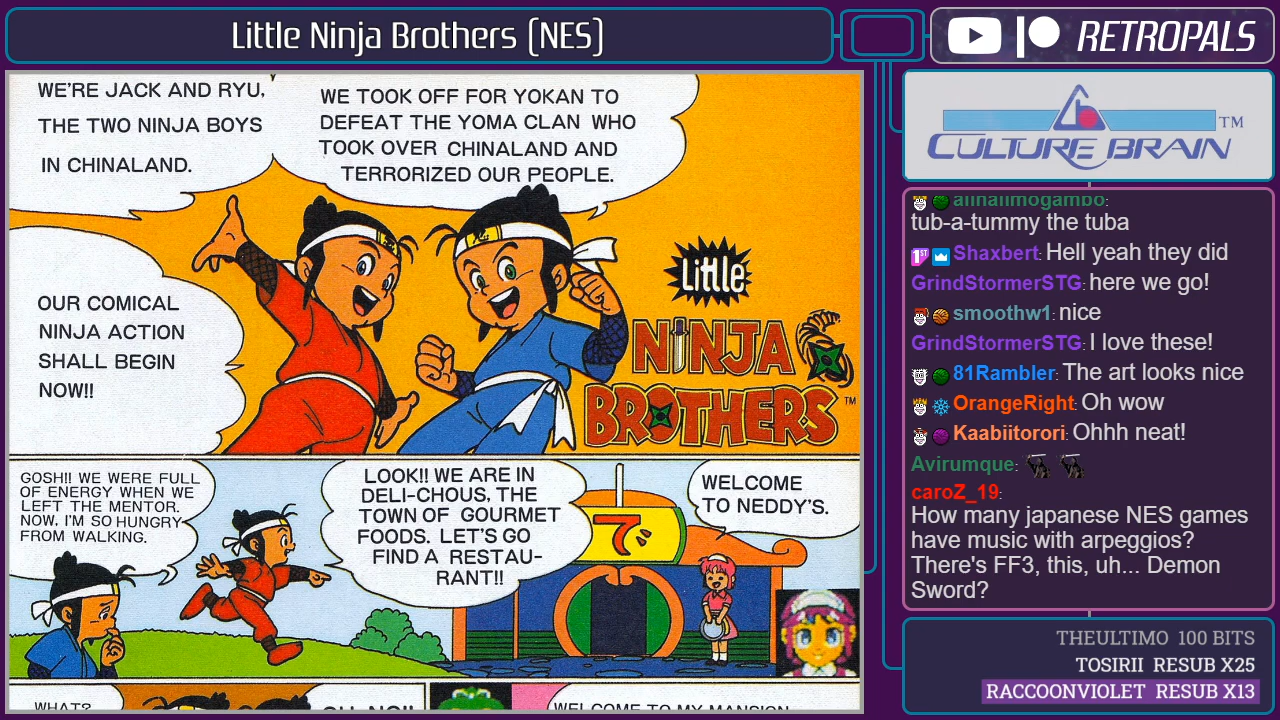 Little Ninja Brothers (NES)
RETROPALS
WE'RE JACK AND RYU,
THE TWO NINJA BOYS
IN CHINALAND.
WE TOOK OFF FOR YOKAN TO
DEFEAT THE YOMA CLAN WHO
TOOK OVER CHINALAND AND
TERRORIZED OUR PEOPLE.
OUR COMICAL
NINJA ACTION
SHALL BEGIN
NOW!!
Little
NINJA
BROTHERS™
GOSH!! WE WERE FULL
OF ENERGY WHEN WE
LEFT THE MENTOR.
NOW, I'M SO HUNGRY
FROM WALKING.
LOOK!! WE ARE IN
DELI-CHOUS, THE
TOWN OF GOURMET
FOODS. LET'S GO
FIND A RESTAU-
RANT!!
WELCOME
TO NEDDY'S.
で
WHAT?
WELCOME TO MY MANSION
CULTURE BRAIN™
allhailmogambo:
tub-a-tummy the tuba
1ST Shaxbert: Hell yeah they did
GrindStormerSTG: here we go!
smoothw1: nice
GrindStormerSTG: I love these!
81Rambler: The art looks nice
OrangeRight: Oh wow
Kaabiitorori: Ohhh neat!
Avirumque:
caroZ_19:
How many japanese NES games
have music with arpeggios?
There's FF3, this, uh... Demon
Sword?
THEULTIMO 100 BITS
TOSIRII RESUB X25
RACCOONVIOLET RESUB X13